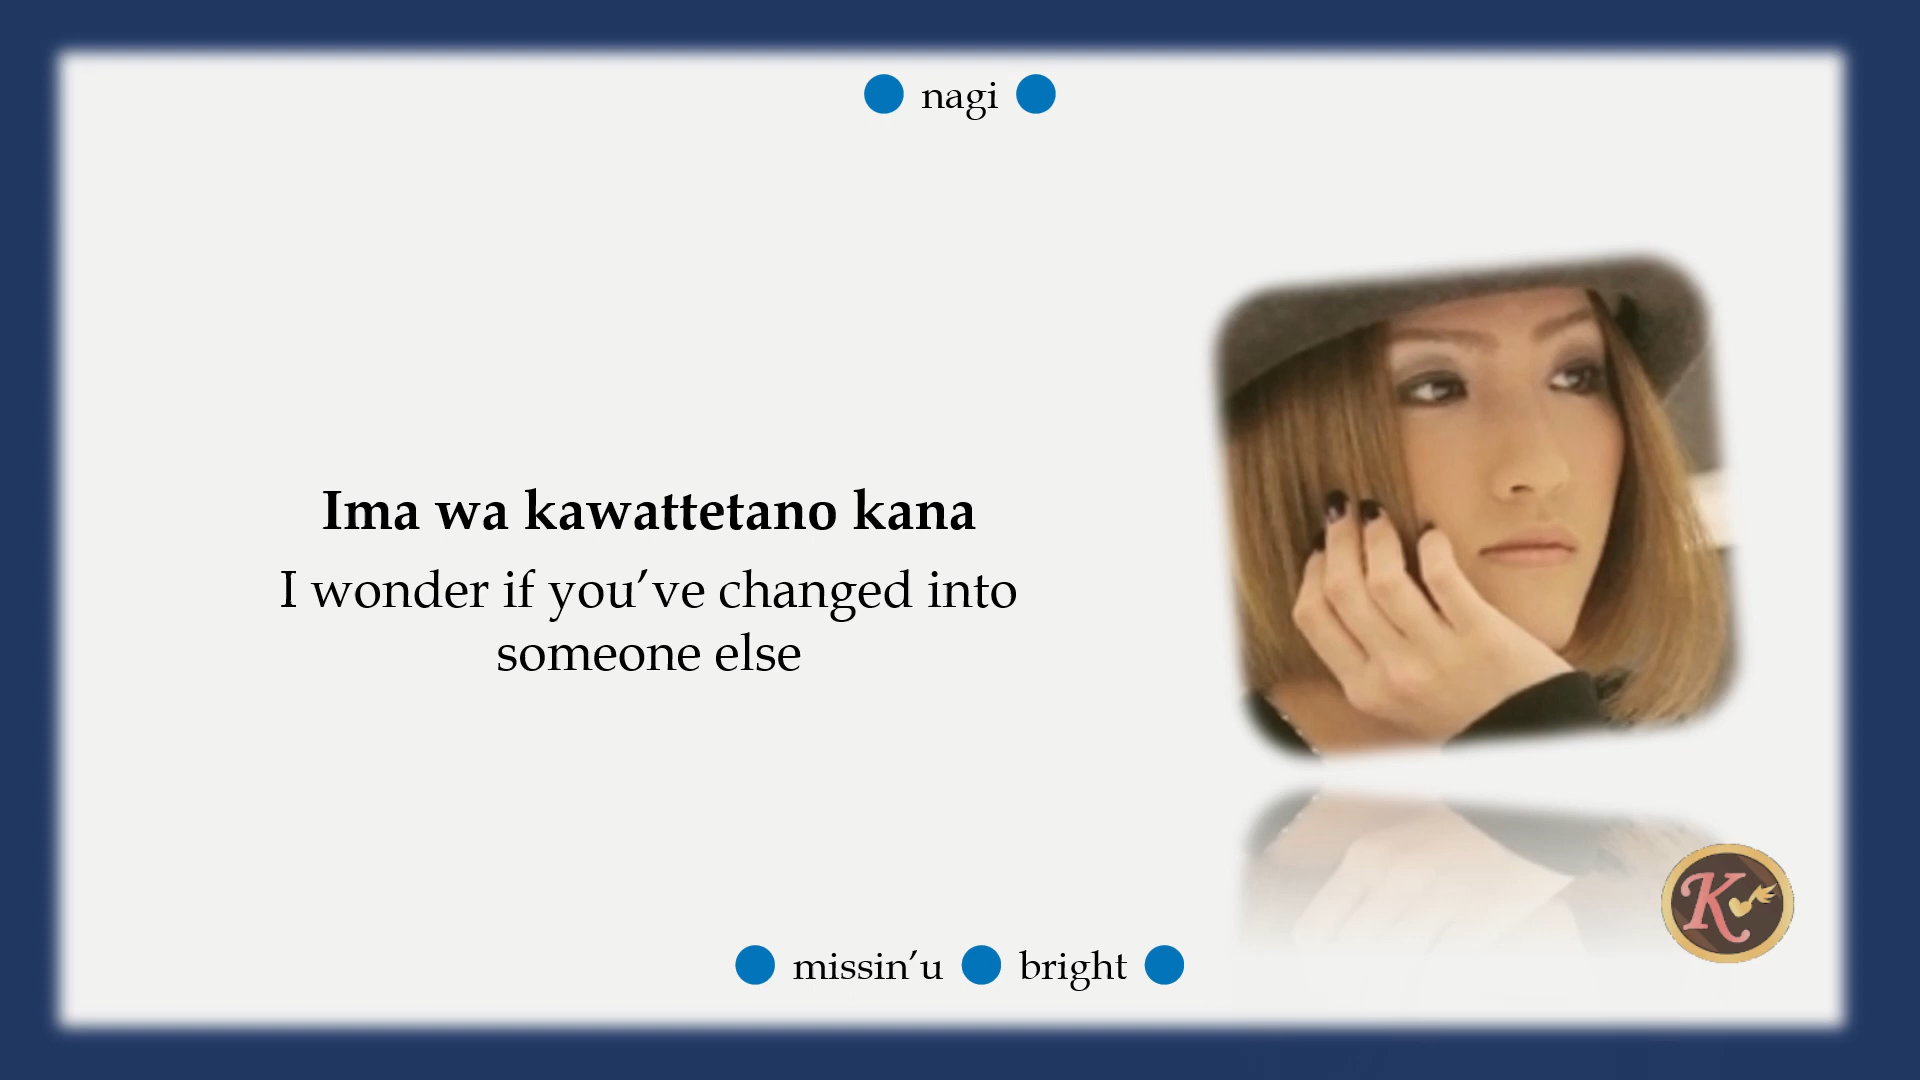 nagi
Ima wa kawattetano kana
I wonder if you’ve changed into
someone else
K
missin’u bright